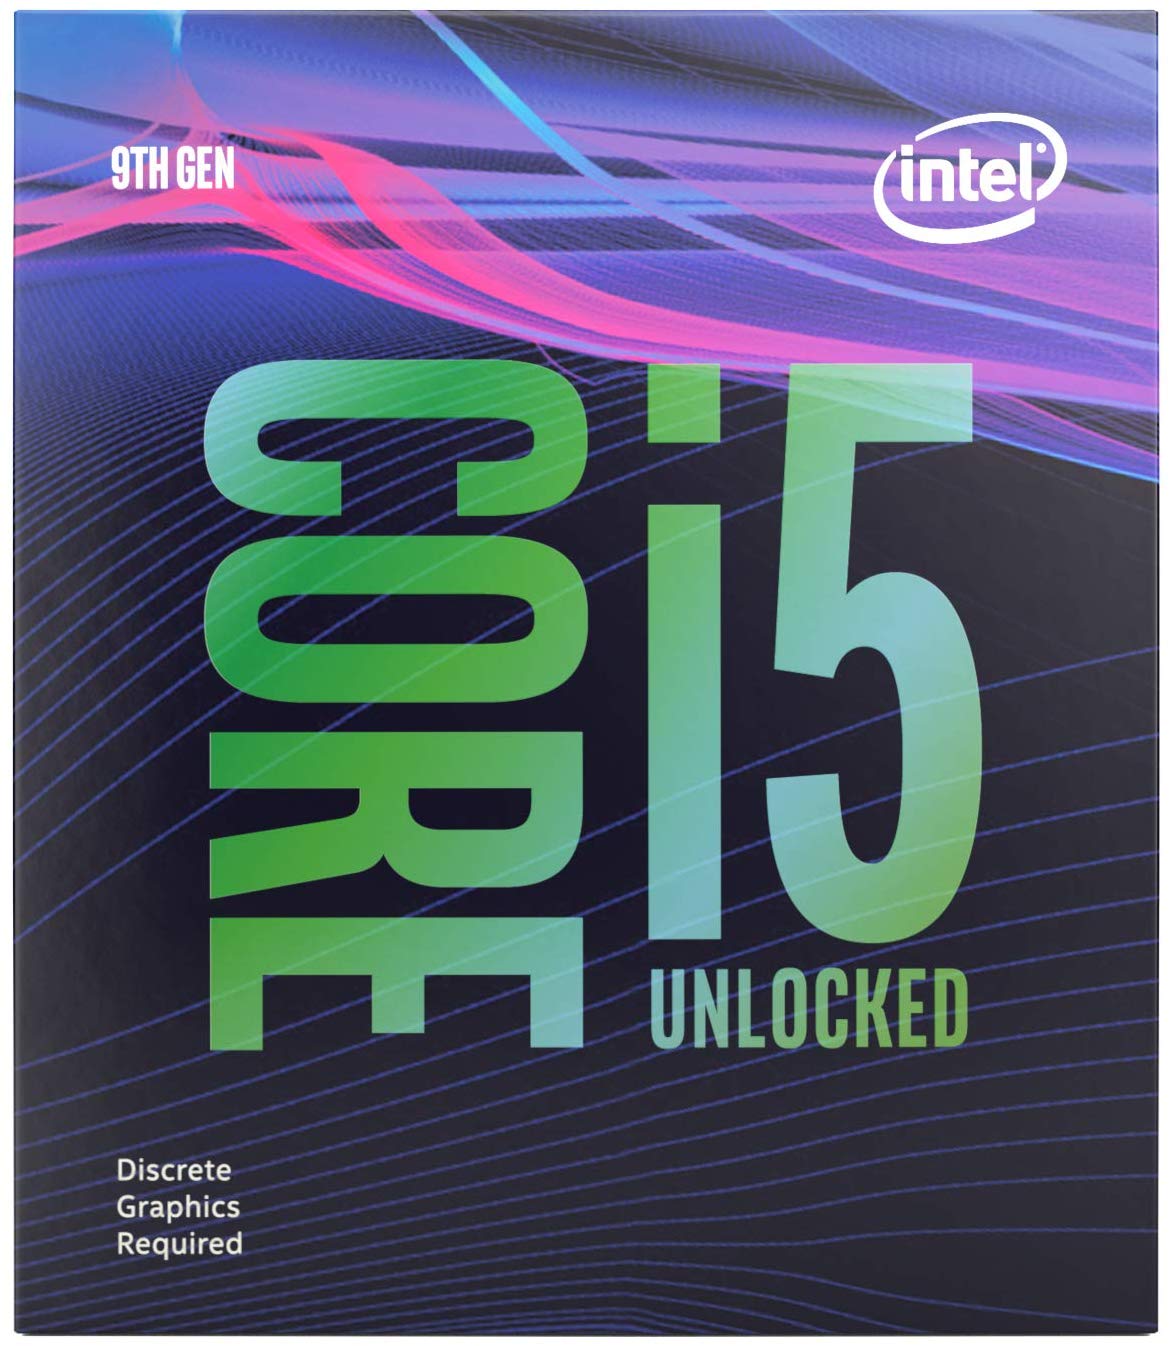 9TH GEN
intel
CORE
i5
UNLOCKED
Discrete
Graphics
Required